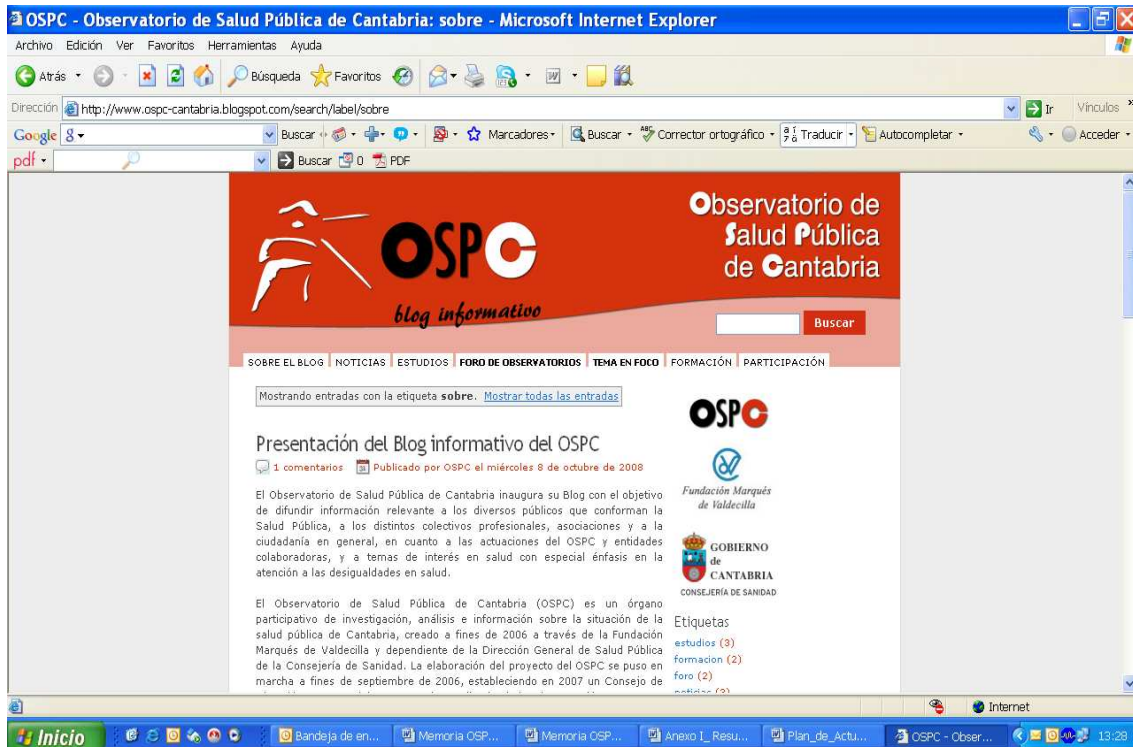 OSPC - Observatorio de Salud Pública de Cantabria: sobre - Microsoft Internet Explorer
Archivo Edición Ver Favoritos Herramientas Ayuda
Atrás Búsqueda Favoritos
Dirección http://www.ospc-cantabria.blogspot.com/search/label/sobre Ir Vínculos »
Google Buscar Marcadores Buscar Corrector ortográfico Traducir Autocompletar Acceder
pdf Buscar 0 PDF
OSPC
blog informativo
Observatorio de
Salud Pública
de Cantabria
Buscar
SOBRE EL BLOG NOTICIAS ESTUDIOS FORO DE OBSERVATORIOS TEMA EN FOCO FORMACIÓN PARTICIPACIÓN
Mostrando entradas con la etiqueta sobre. Mostrar todas las entradas
Presentación del Blog informativo del OSPC
1 comentarios Publicado por OSPC el miércoles 8 de octubre de 2008
El Observatorio de Salud Pública de Cantabria inaugura su Blog con el objetivo
de difundir información relevante a los diversos públicos que conforman la
Salud Pública, a los distintos colectivos profesionales, asociaciones y a la
ciudadanía en general, en cuanto a las actuaciones del OSPC y entidades
colaboradoras, y a temas de interés en salud con especial énfasis en la
atención a las desigualdades en salud.
El Observatorio de Salud Pública de Cantabria (OSPC) es un órgano
participativo de investigación, análisis e información sobre la situación de la
salud pública de Cantabria, creado a fines de 2006 a través de la Fundación
Marqués de Valdecilla y dependiente de la Dirección General de Salud Pública
de la Consejería de Sanidad. La elaboración del proyecto del OSPC se puso en
marcha a fines de septiembre de 2006, estableciendo en 2007 un Consejo de
OSPC
Fundación Marqués
de Valdecilla
GOBIERNO
de
CANTABRIA
CONSEJERÍA DE SANIDAD
Etiquetas
estudios (3)
formacion (2)
foro (2)
noticias (2)
Internet
Inicio Bandeja de en... Memoria OSP... Memoria OSP... Anexo I_ Resu... Plan_de_Actu... OSPC - Obser... 13:28